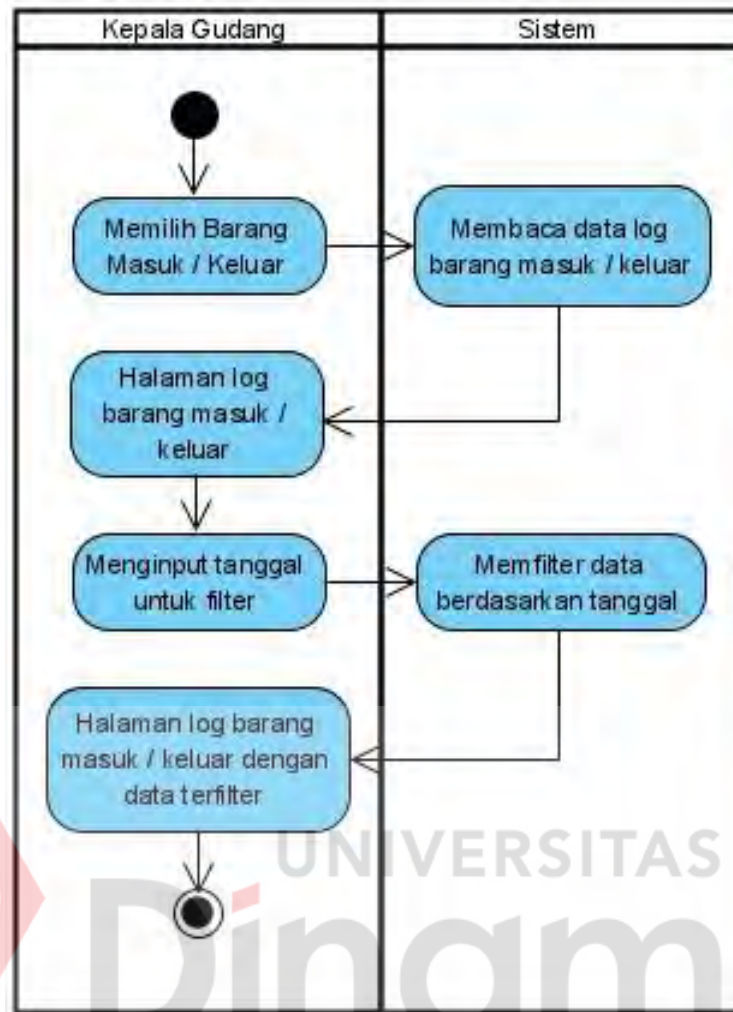 Kepala Gudang
Sistem
Memilih Barang
Masuk / Keluar
Membaca data log
barang masuk / keluar
Halaman log
barang masuk /
keluar
Menginput tanggal
untuk filter
Memfilter data
berdasarkan tanggal
Halaman log barang
masuk / keluar dengan
data terfilter
UNIVERSITAS
Dinam